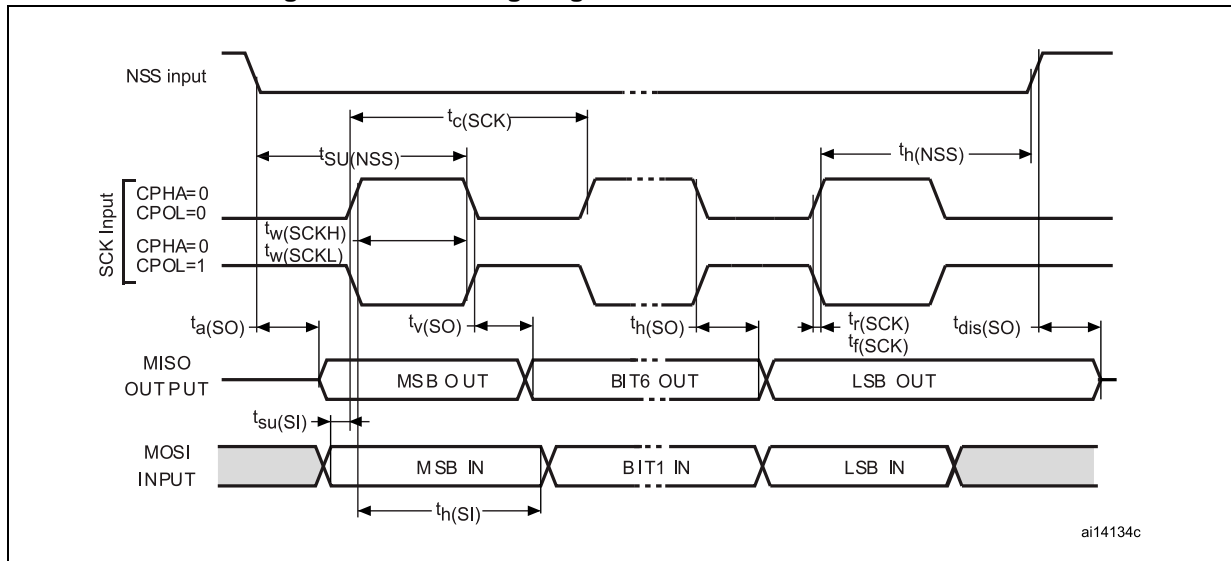 NSS input
tc(SCK)
tSU(NSS)
th(NSS)
SCK Input
CPHA=0
CPOL=0
tw(SCKH)
CPHA=0
tw(SCKL)
CPOL=1
ta(SO)
tv(SO)
th(SO)
tr(SCK)
tf(SCK)
tdis(SO)
MISO
OUTPUT
MSB OUT
BIT6 OUT
LSB OUT
tsu(SI)
MOSI
INPUT
MSB IN
BIT1 IN
LSB IN
th(SI)
ai14134c